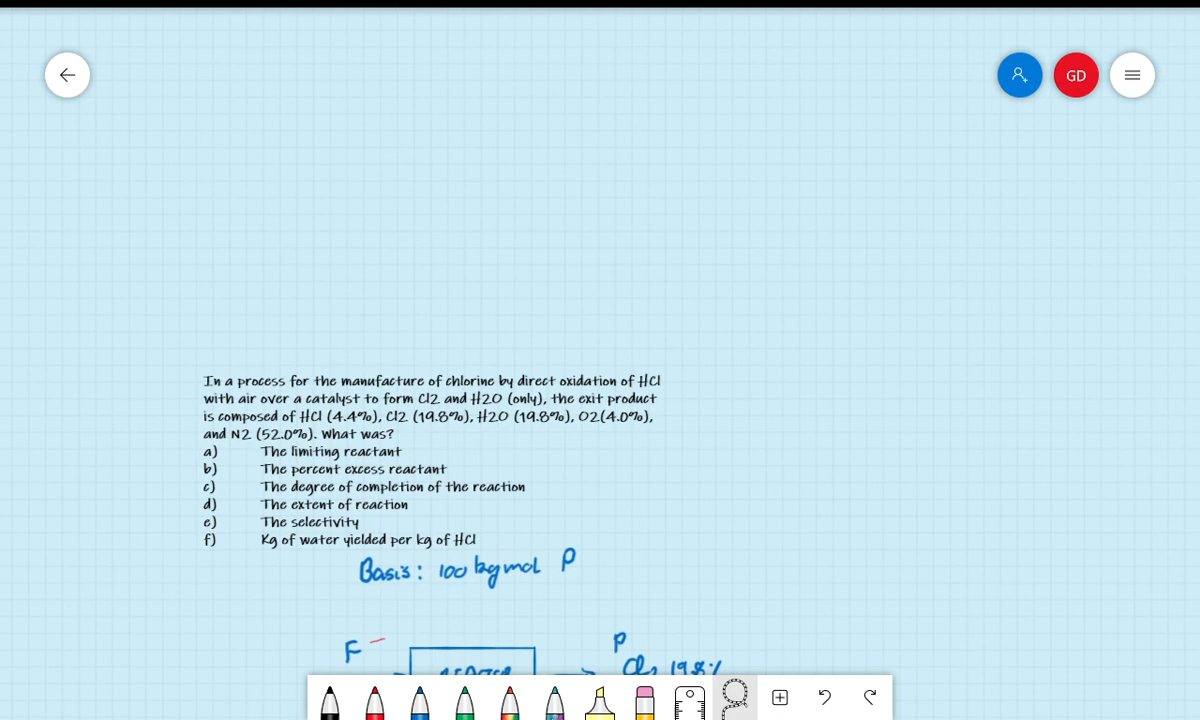 GD
In a process for the manufacture of chlorine by direct oxidation of HCl
with air over a catalyst to form Cl2 and H2O (only), the exit product
is composed of HCl (4.4%), Cl2 (19.8%), H2O (19.8%), O2(4.0%),
and N2 (52.0%). What was?
a) The limiting reactant
b) The percent excess reactant
c) The degree of completion of the reaction
d) The extent of reaction
e) The selectivity
f) Kg of water yielded per kg of HCl
Basis: 100 kg mol P
F
P
Cl2 19.8%